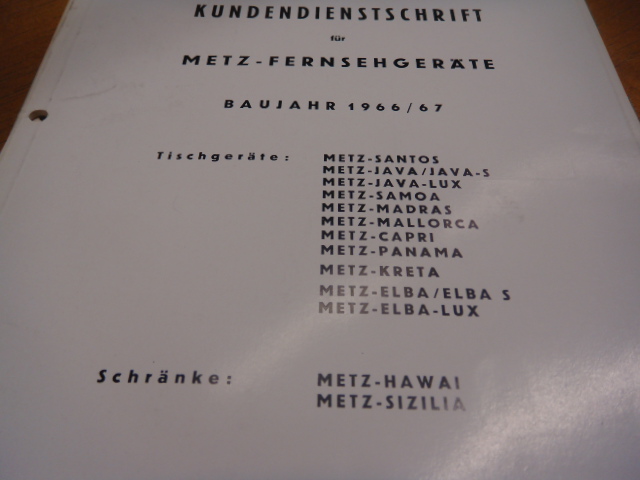 KUNDENDIENSTSCHRIFT
für
METZ-FERNSEHGERÄTE
BAUJAHR 1966/67
Tischgeräte: METZ-SANTOS
METZ-JAVA/JAVA-S
METZ-JAVA-LUX
METZ-SAMOA
METZ-MADRAS
METZ-MALLORCA
METZ-CAPRI
METZ-PANAMA
METZ-KRETA
METZ-ELBA/ELBA S
METZ-ELBA-LUX
Schränke: METZ-HAWAI
METZ-SIZILIA